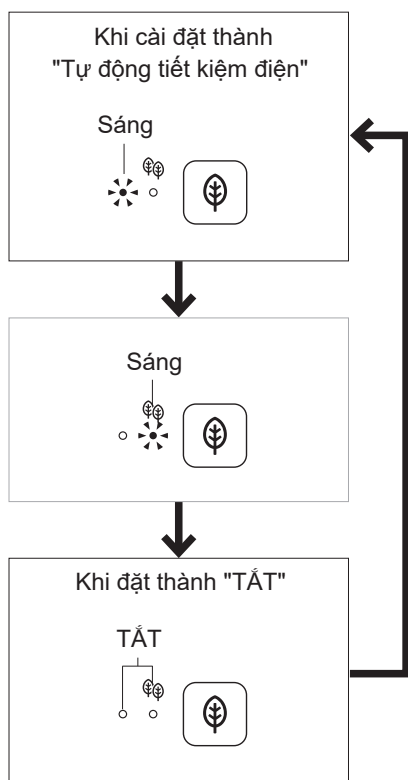 Khi cài đặt thành
"Tự động tiết kiệm điện"
Sáng
Sáng
Khi đặt thành "TẮT"
TẮT